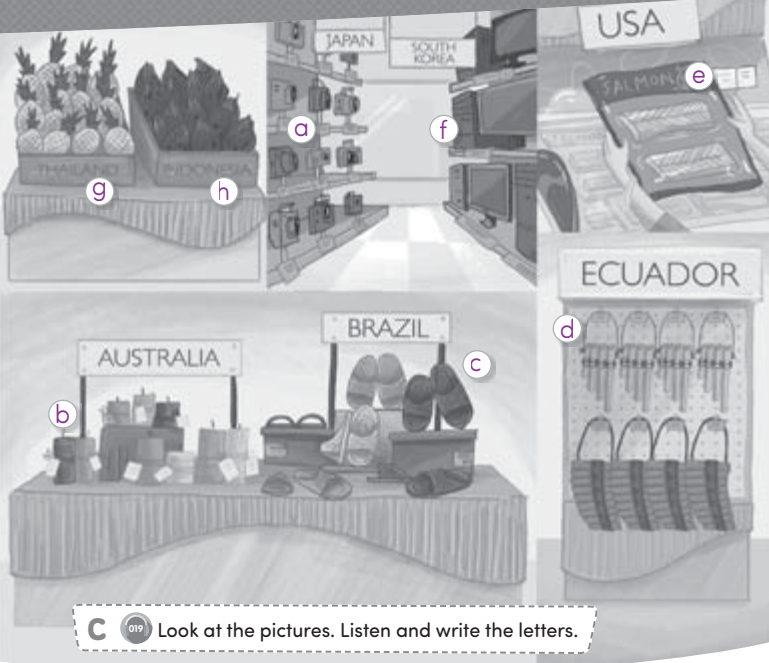 THAILAND
INDONESIA
g
h
JAPAN
SOUTH
KOREA
a
f
USA
SALMON
e
AUSTRALIA
BRAZIL
b
c
ECUADOR
d
C 019 Look at the pictures. Listen and write the letters.